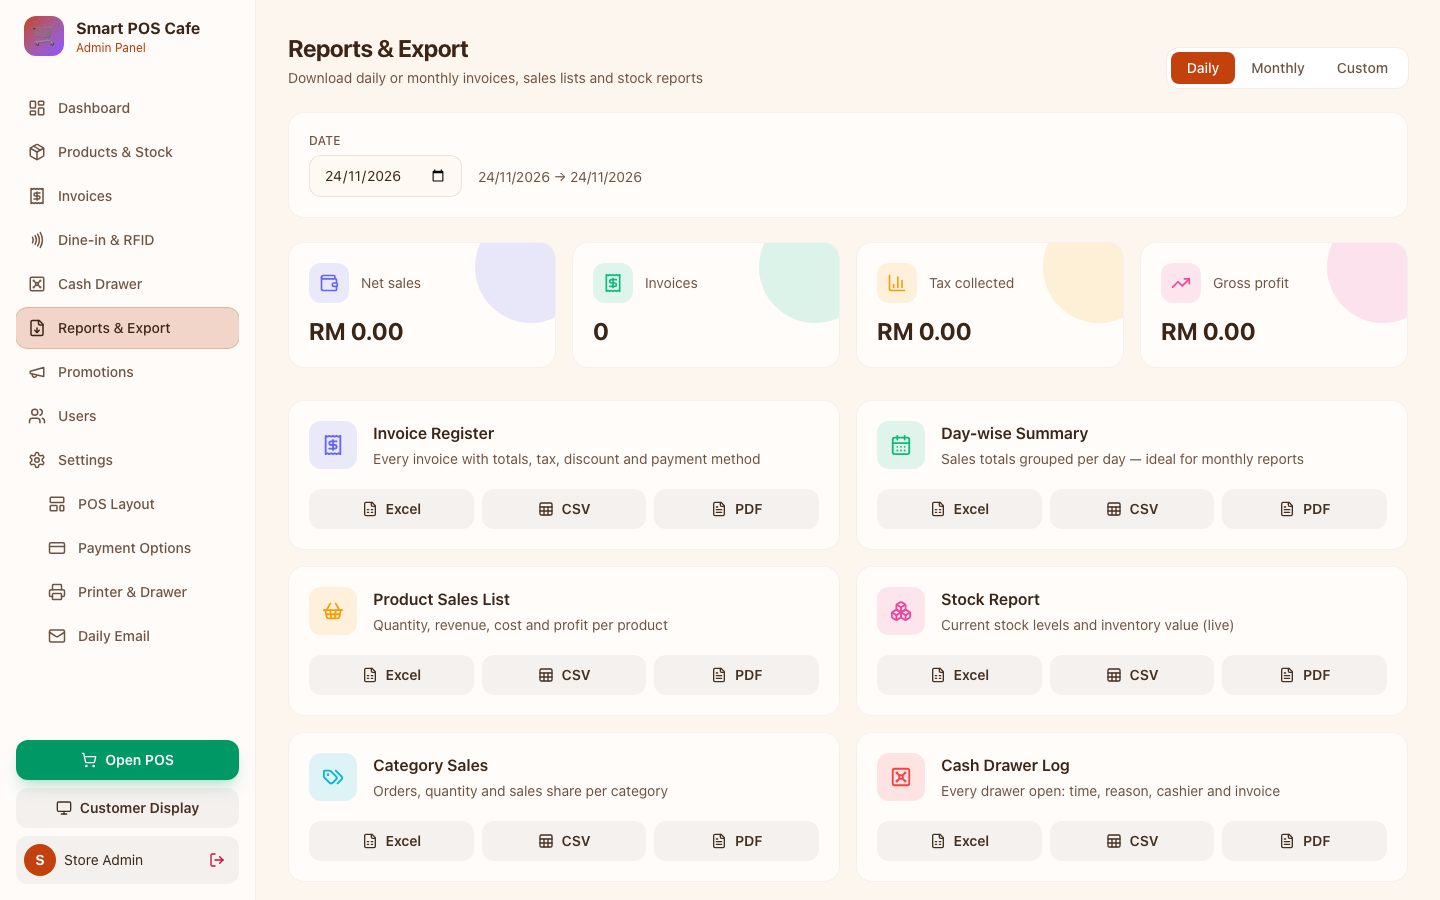 Smart POS Cafe
Admin Panel
Dashboard
Products & Stock
Invoices
Dine-in & RFID
Cash Drawer
Reports & Export
Promotions
Users
Settings
POS Layout
Payment Options
Printer & Drawer
Daily Email
Open POS
Customer Display
S Store Admin
Reports & Export
Download daily or monthly invoices, sales lists and stock reports
Daily Monthly Custom
DATE
24/11/2026 24/11/2026 → 24/11/2026
Net sales
RM 0.00
Invoices
0
Tax collected
RM 0.00
Gross profit
RM 0.00
Invoice Register
Every invoice with totals, tax, discount and payment method
Excel CSV PDF
Day-wise Summary
Sales totals grouped per day — ideal for monthly reports
Excel CSV PDF
Product Sales List
Quantity, revenue, cost and profit per product
Excel CSV PDF
Stock Report
Current stock levels and inventory value (live)
Excel CSV PDF
Category Sales
Orders, quantity and sales share per category
Excel CSV PDF
Cash Drawer Log
Every drawer open: time, reason, cashier and invoice
Excel CSV PDF